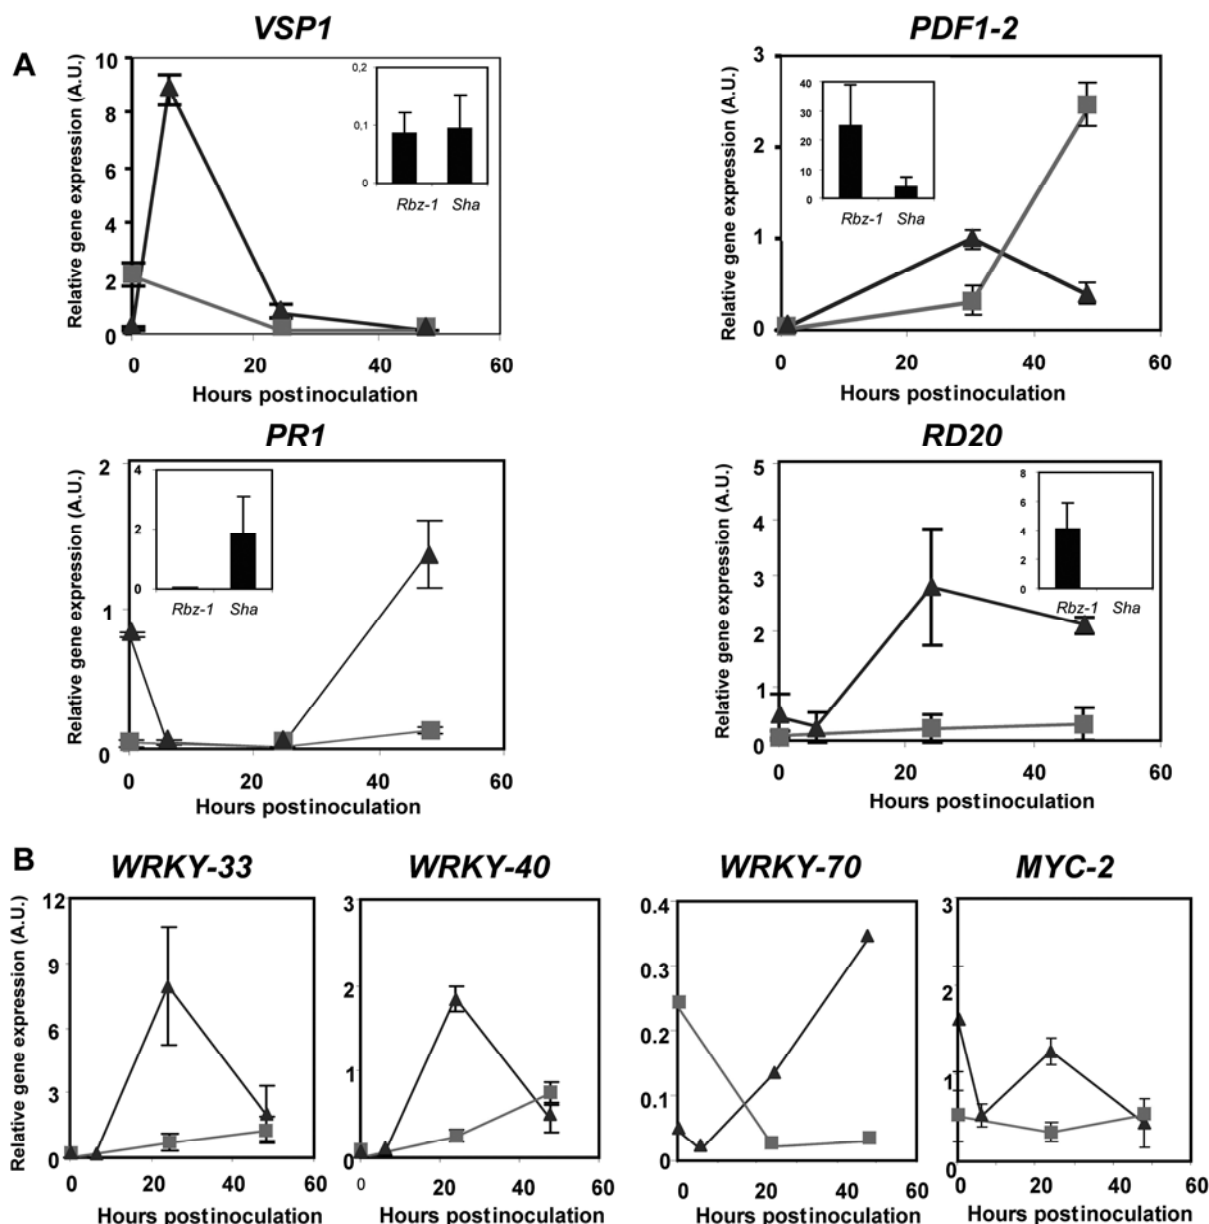 A
VSP1
Relative gene expression (A.U.)
10
8
6
4
2
0
0 20 40 60
Hours postinoculation
0,2
0,1
0
Rbz-1 Sha
PDF1-2
Relative gene expression (A.U.)
3
2
1
0
0 20 40 60
Hours postinoculation
40
30
20
10
0
Rbz-1 Sha
PR1
Relative gene expression (A.U.)
2
1
0
0 20 40 60
Hours postinoculation
4
2
0
Rbz-1 Sha
RD20
Relative gene expression (A.U.)
5
4
3
2
1
0
0 20 40 60
Hours postinoculation
8
6
4
2
0
Rbz-1 Sha
B
WRKY-33
Relative gene expression (A.U.)
12
9
6
3
0
0 20 40 60
Hours postinoculation
WRKY-40
3
2
1
0
0 20 40 60
Hours postinoculation
WRKY-70
0.4
0.3
0.2
0.1
0
0 20 40 60
Hours postinoculation
MYC-2
3
2
1
0
0 20 40 60
Hours postinoculation